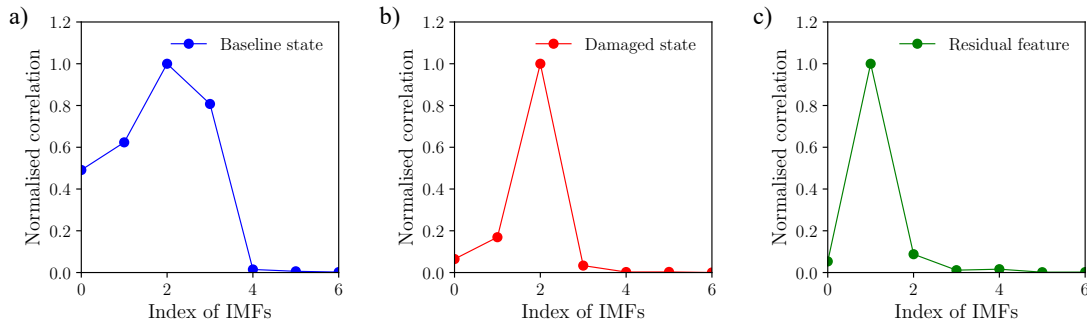 a)
1.2
1.0
0.8
0.6
0.4
0.2
0.0
Normalised correlation
Baseline state
0 2 4 6
Index of IMFs
b)
1.2
1.0
0.8
0.6
0.4
0.2
0.0
Normalised correlation
Damaged state
0 2 4 6
Index of IMFs
c)
1.2
1.0
0.8
0.6
0.4
0.2
0.0
Normalised correlation
Residual feature
0 2 4 6
Index of IMFs